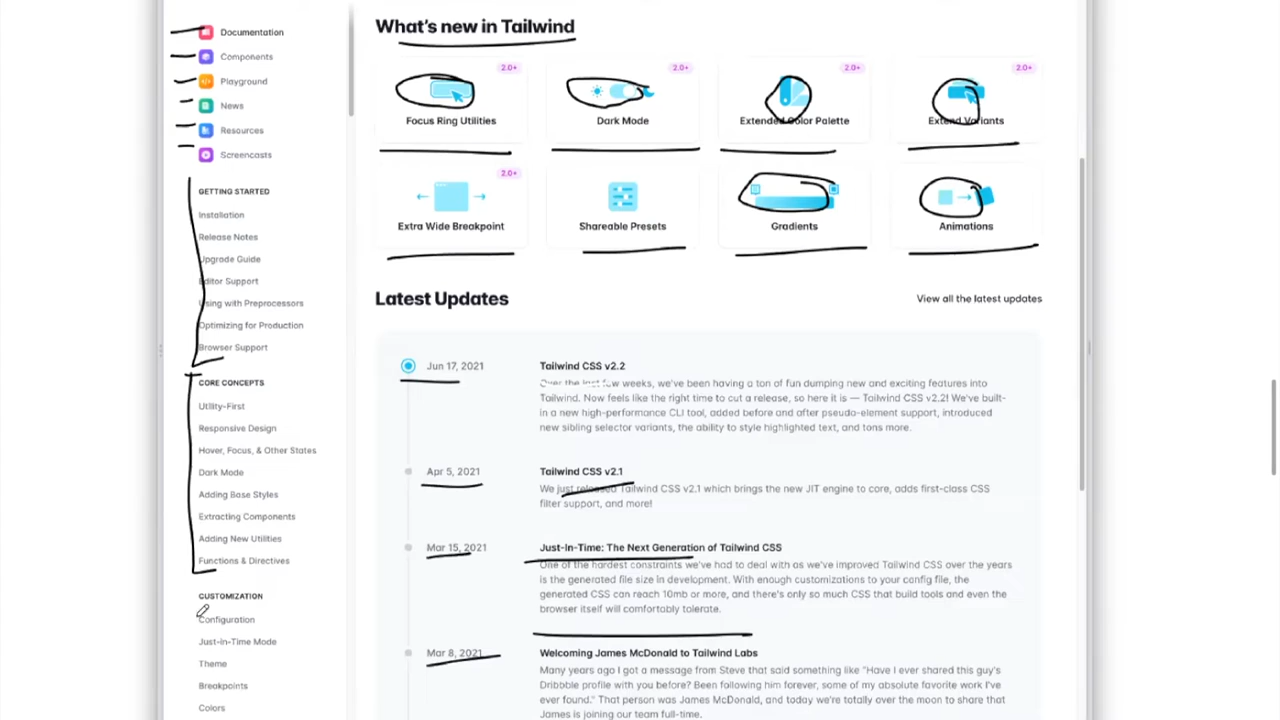 Documentation
Components
Playground
News
Resources
Screencasts
GETTING STARTED
Installation
Release Notes
Upgrade Guide
Editor Support
Using with Preprocessors
Optimizing for Production
Browser Support
CORE CONCEPTS
Utility-First
Responsive Design
Hover, Focus, & Other States
Dark Mode
Adding Base Styles
Extracting Components
Adding New Utilities
Functions & Directives
CUSTOMIZATION
Configuration
Just-in-Time Mode
Theme
Breakpoints
Colors
What's new in Tailwind
2.0+
Focus Ring Utilities
2.0+
Dark Mode
2.0+
Extended Color Palette
2.0+
Extend Variants
2.0+
Extra Wide Breakpoint
Shareable Presets
Gradients
Animations
Latest Updates
View all the latest updates
Jun 17, 2021
Tailwind CSS v2.2
Over the last few weeks, we've been having a ton of fun dumping new and exciting features into
Tailwind. Now feels like the right time to cut a release, so here it is — Tailwind CSS v2.2! We've built-
in a new high-performance CLI tool, added before and after pseudo-element support, introduced
new sibling selector variants, the ability to style highlighted text, and tons more.
Apr 5, 2021
Tailwind CSS v2.1
We just released Tailwind CSS v2.1 which brings the new JIT engine to core, adds first-class CSS
filter support, and more!
Mar 15, 2021
Just-In-Time: The Next Generation of Tailwind CSS
One of the hardest constraints we've had to deal with as we've improved Tailwind CSS over the years
is the generated file size in development. With enough customizations to your config file, the
generated CSS can reach 10mb or more, and there's only so much CSS that build tools and even the
browser itself will comfortably tolerate.
Mar 8, 2021
Welcoming James McDonald to Tailwind Labs
Many years ago I got a message from Steve that said something like "Have I ever shared this guy's
Dribbble profile with you before? Been following him forever, some of my absolute favorite work I've
ever found." That person was James McDonald, and today we're totally over the moon to share that
James is joining our team full-time.